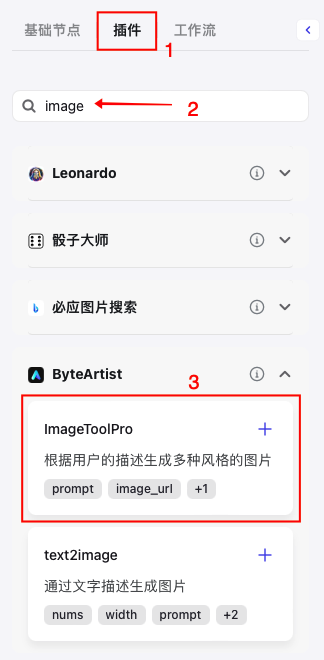 基础节点 插件 工作流
1
image
2
Leonardo
骰子大师
必应图片搜索
ByteArtist
3
ImageToolPro
根据用户的描述生成多种风格的图片
prompt image_url +1
text2image
通过文字描述生成图片
nums width prompt +2